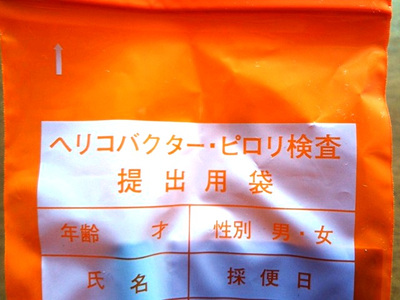 ヘリコバクター・ピロリ検査
提出用袋
年齢 才 性別 男・女
氏名 採便日